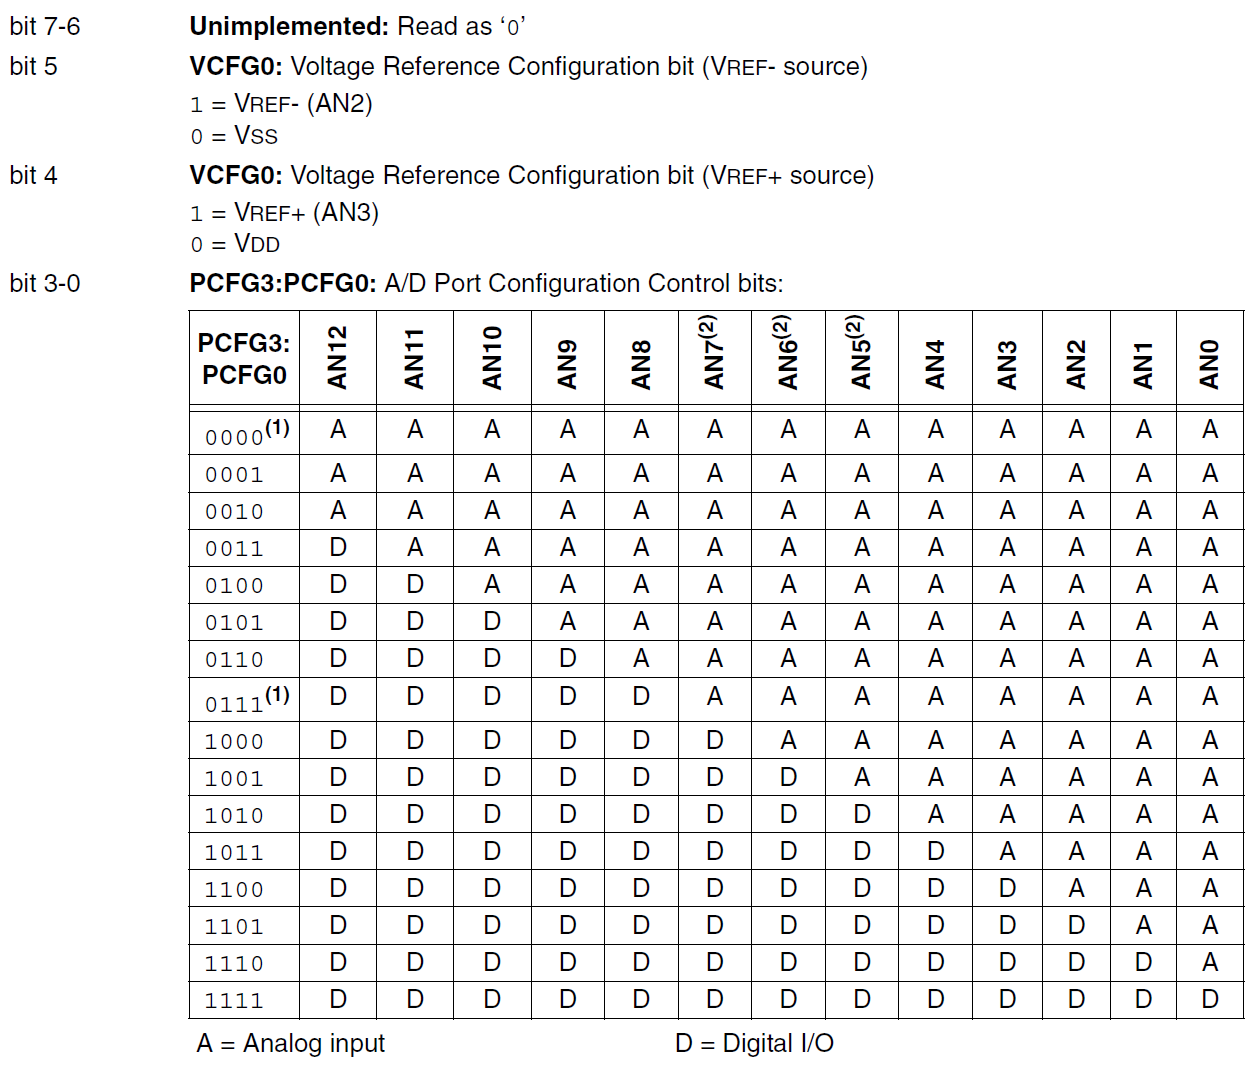 bit 7-6 Unimplemented: Read as ‘0’
bit 5 VCFG0: Voltage Reference Configuration bit (VREF- source)
1 = VREF- (AN2)
0 = VSS
bit 4 VCFG0: Voltage Reference Configuration bit (VREF+ source)
1 = VREF+ (AN3)
0 = VDD
bit 3-0 PCFG3:PCFG0: A/D Port Configuration Control bits:
PCFG3: PCFG0 AN12 AN11 AN10 AN9 AN8 AN7(2) AN6(2) AN5(2) AN4 AN3 AN2 AN1 AN0
0000(1) A A A A A A A A A A A A A
0001 A A A A A A A A A A A A A
0010 A A A A A A A A A A A A A
0011 D A A A A A A A A A A A A
0100 D D A A A A A A A A A A A
0101 D D D A A A A A A A A A A
0110 D D D D A A A A A A A A A
0111(1) D D D D D A A A A A A A A
1000 D D D D D D A A A A A A A
1001 D D D D D D D A A A A A A
1010 D D D D D D D D A A A A A
1011 D D D D D D D D D A A A A
1100 D D D D D D D D D D A A A
1101 D D D D D D D D D D D A A
1110 D D D D D D D D D D D D A
1111 D D D D D D D D D D D D D
A = Analog input D = Digital I/O